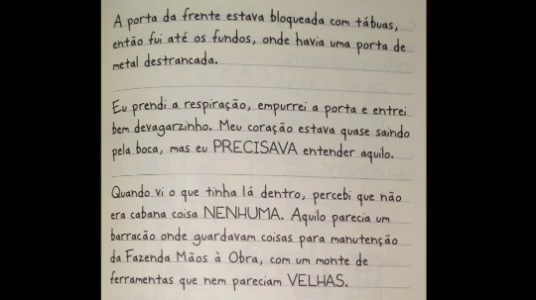 A porta da frente estava bloqueada com tábuas,
então fui até os fundos, onde havia uma porta de
metal destrancada.
Eu prendi a respiração, empurrei a porta e entrei
bem devagarzinho. Meu coração estava quase saindo
pela boca, mas eu PRECISAVA entender aquilo.
Quando vi o que tinha lá dentro, percebi que não
era cabana coisa NENHUMA. Aquilo parecia um
barracão onde guardavam coisas para manutenção
da Fazenda Mãos à Obra, com um monte de
ferramentas que nem pareciam VELHAS.